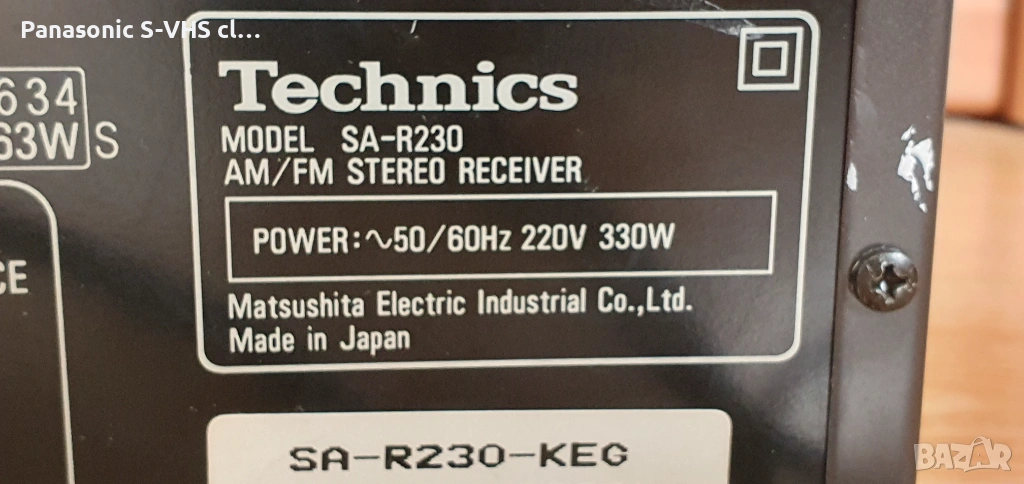 Panasonic S-VHS cl...
634
63W S
CE
Technics
MODEL SA-R230
AM/FM STEREO RECEIVER
POWER:∿50/60Hz 220V 330W
Matsushita Electric Industrial Co.,Ltd.
Made in Japan
SA-R230-KEG
BAZAR